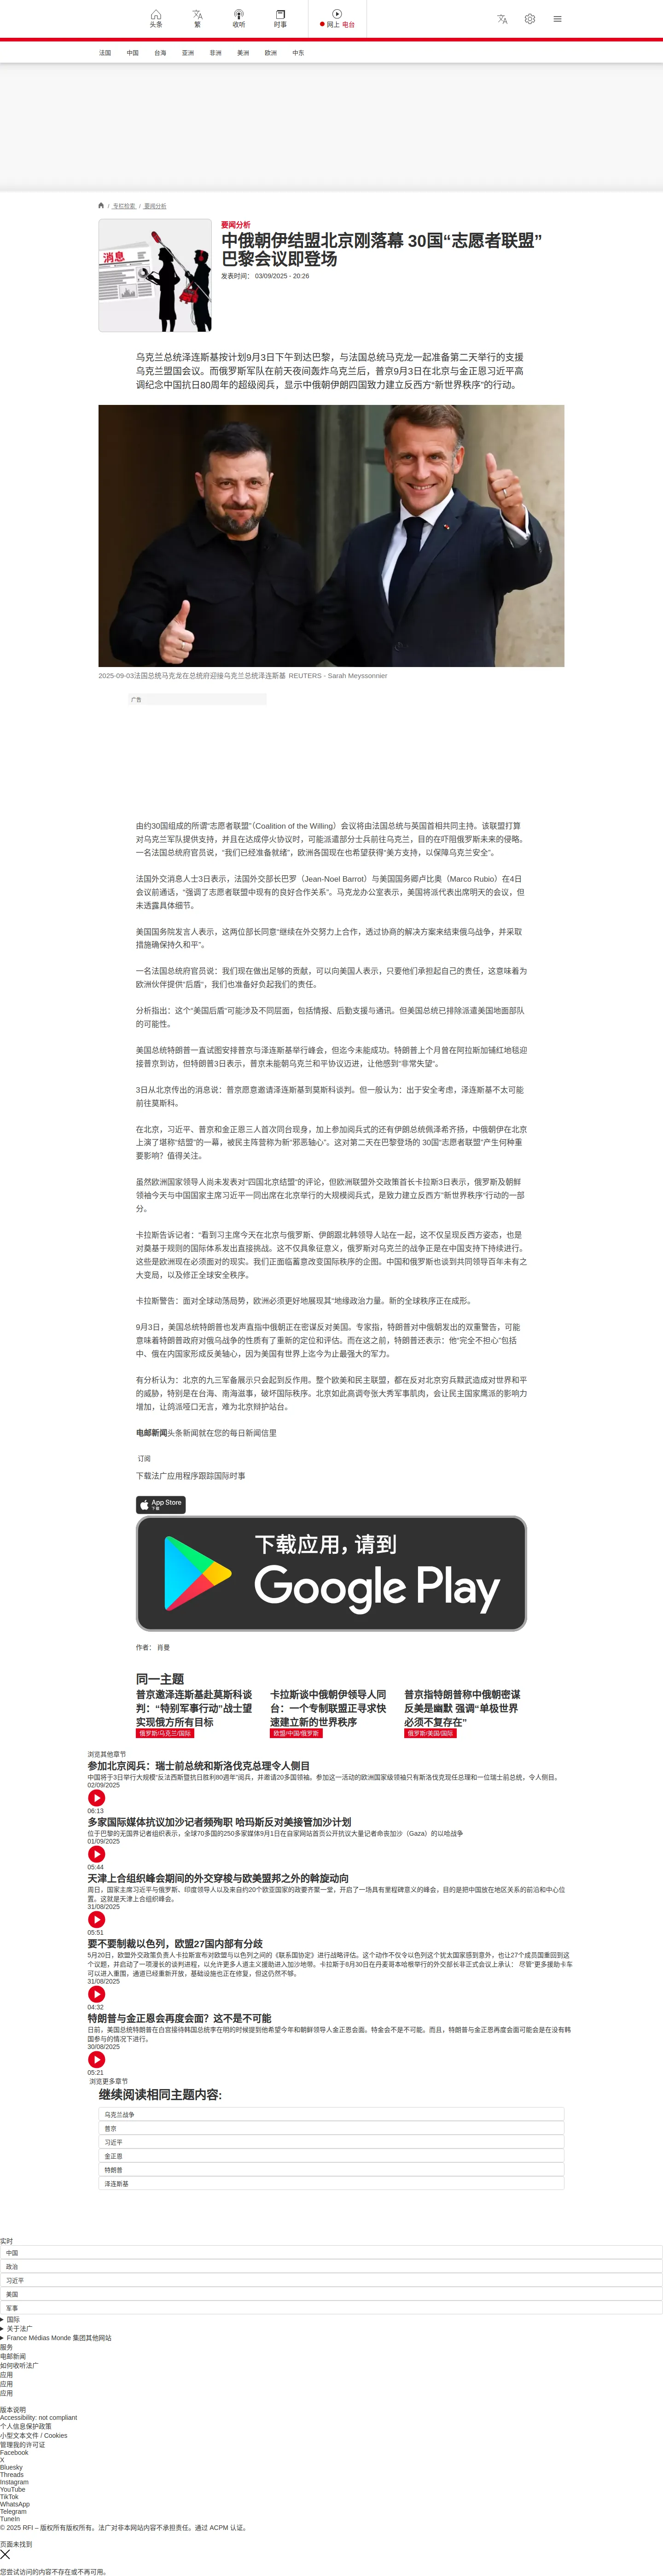 头条
繁
收听
时事
网上 电台
法国
中国
台海
亚洲
非洲
美洲
欧洲
中东
/ 专栏检索 / 要闻分析
消息
要闻分析
中俄朝伊结盟北京刚落幕 30国“志愿者联盟”
巴黎会议即登场
发表时间： 03/09/2025 - 20:26
乌克兰总统泽连斯基按计划9月3日下午到达巴黎，与法国总统马克龙一起准备第二天举行的支援
乌克兰盟国会议。而俄罗斯军队在前天夜间轰炸乌克兰后，普京9月3日在北京与金正恩习近平高
调纪念中国抗日80周年的超级阅兵，显示中俄朝伊朗四国致力建立反西方“新世界秩序”的行动。
2025-09-03法国总统马克龙在总统府迎接乌克兰总统泽连斯基 REUTERS - Sarah Meyssonnier
广告
由约30国组成的所谓“志愿者联盟”（Coalition of the Willing）会议将由法国总统与英国首相共同主持。该联盟打算
对乌克兰军队提供支持，并且在达成停火协议时，可能派遣部分士兵前往乌克兰，目的在吓阻俄罗斯未来的侵略。
一名法国总统府官员说，“我们已经准备就绪”，欧洲各国现在也希望获得“美方支持，以保障乌克兰安全”。
法国外交消息人士3日表示，法国外交部长巴罗（Jean-Noel Barrot）与美国国务卿卢比奥（Marco Rubio）在4日
会议前通话，“强调了志愿者联盟中现有的良好合作关系”。马克龙办公室表示，美国将派代表出席明天的会议，但
未透露具体细节。
美国国务院发言人表示，这两位部长同意“继续在外交努力上合作，透过协商的解决方案来结束俄乌战争，并采取
措施确保持久和平”。
一名法国总统府官员说：我们现在做出足够的贡献，可以向美国人表示，只要他们承担起自己的责任，这意味着为
欧洲伙伴提供“后盾”，我们也准备好负起我们的责任。
分析指出：这个“美国后盾”可能涉及不同层面，包括情报、后勤支援与通讯。但美国总统已排除派遣美国地面部队
的可能性。
美国总统特朗普一直试图安排普京与泽连斯基举行峰会，但迄今未能成功。特朗普上个月曾在阿拉斯加铺红地毯迎
接普京到访，但特朗普3日表示，普京未能朝乌克兰和平协议迈进，让他感到“非常失望”。
3日从北京传出的消息说：普京愿意邀请泽连斯基到莫斯科谈判。但一般认为：出于安全考虑，泽连斯基不太可能
前往莫斯科。
在北京，习近平、普京和金正恩三人首次同台现身，加上参加阅兵式的还有伊朗总统佩泽希齐扬，中俄朝伊在北京
上演了堪称“结盟”的一幕，被民主阵营称为新“邪恶轴心”。这对第二天在巴黎登场的 30国“志愿者联盟”产生何种重
要影响？值得关注。
虽然欧洲国家领导人尚未发表对“四国北京结盟”的评论，但欧洲联盟外交政策首长卡拉斯3日表示，俄罗斯及朝鲜
领袖今天与中国国家主席习近平一同出席在北京举行的大规模阅兵式，是致力建立反西方“新世界秩序”行动的一部
分。
卡拉斯告诉记者：“看到习主席今天在北京与俄罗斯、伊朗跟北韩领导人站在一起，这不仅呈现反西方姿态，也是
对奠基于规则的国际体系发出直接挑战。这不仅具象征意义，俄罗斯对乌克兰的战争正是在中国支持下持续进行。
这些是欧洲现在必须面对的现实。我们正面临蓄意改变国际秩序的企图。中国和俄罗斯也谈到共同领导百年未有之
大变局，以及修正全球安全秩序。
卡拉斯警告：面对全球动荡局势，欧洲必须更好地展现其“地缘政治力量。新的全球秩序正在成形。
9月3日，美国总统特朗普也发声直指中俄朝正在密谋反对美国。专家指，特朗普对中俄朝发出的双重警告，可能
意味着特朗普政府对俄乌战争的性质有了重新的定位和评估。而在这之前，特朗普还表示：他“完全不担心”包括
中、俄在内国家形成反美轴心，因为美国有世界上迄今为止最强大的军力。
有分析认为：北京的九三军备展示只会起到反作用。整个欧美和民主联盟，都在反对北京穷兵黩武造成对世界和平
的威胁，特别是在台海、南海滋事，破坏国际秩序。北京如此高调夸张大秀军事肌肉，会让民主国家鹰派的影响力
增加，让鸽派哑口无言，难为北京辩护站台。
电邮新闻头条新闻就在您的每日新闻信里
订阅
下载法广应用程序跟踪国际时事
App Store
下载
下载应用，请到
Google Play
作者： 肖曼
同一主题
普京邀泽连斯基赴莫斯科谈
判：“特别军事行动”战士望
实现俄方所有目标
俄罗斯/乌克兰/国际
卡拉斯谈中俄朝伊领导人同
台：一个专制联盟正寻求快
速建立新的世界秩序
欧盟/中国/俄罗斯
普京指特朗普称中俄朝密谋
反美是幽默 强调“单极世界
必须不复存在”
俄罗斯/美国/国际
浏览其他章节
参加北京阅兵：瑞士前总统和斯洛伐克总理令人侧目
中国将于3日举行大规模“反法西斯暨抗日胜利80週年”阅兵，并邀请20多国领袖。参加这一活动的欧洲国家级领袖只有斯洛伐克现任总理和一位瑞士前总统，令人侧目。
02/09/2025
06:13
多家国际媒体抗议加沙记者频殉职 哈玛斯反对美接管加沙计划
位于巴黎的无国界记者组织表示，全球70多国的250多家媒体9月1日在自家网站首页公开抗议大量记者命丧加沙（Gaza）的以哈战争
01/09/2025
05:44
天津上合组织峰会期间的外交穿梭与欧美盟邦之外的斡旋动向
周日，国家主席习近平与俄罗斯、印度领导人以及来自约20个欧亚国家的政要齐聚一堂，开启了一场具有里程碑意义的峰会，目的是把中国放在地区关系的前沿和中心位
置。这就是天津上合组织峰会。
31/08/2025
05:51
要不要制裁以色列，欧盟27国内部有分歧
5月20日，欧盟外交政策负责人卡拉斯宣布对欧盟与以色列之间的《联系国协定》进行战略评估。这个动作不仅令以色列这个犹太国家感到意外，也让27个成员国重回到这
个议题，并启动了一项漫长的谈判进程，以允许更多人道主义援助进入加沙地带。卡拉斯于8月30日在丹麦哥本哈根举行的外交部长非正式会议上承认： 尽管“更多援助卡车
可以进入重围，通道已经重新开放，基础设施也正在修复，但这仍然不够。
31/08/2025
04:32
特朗普与金正恩会再度会面？这不是不可能
日前，美国总统特朗普在白宫接待韩国总统李在明的时候提到他希望今年和朝鲜领导人金正恩会面。特金会不是不可能。而且，特朗普与金正恩再度会面可能会是在没有韩
国参与的情况下进行。
30/08/2025
05:21
浏览更多章节
继续阅读相同主题内容:
乌克兰战争
普京
习近平
金正恩
特朗普
泽连斯基
实时
中国
政治
习近平
美国
军事
国际
关于法广
France Médias Monde 集团其他网站
服务
电邮新闻
如何收听法广
应用
应用
应用
版本说明
Accessibility: not compliant
个人信息保护政策
小型文本文件 / Cookies
管理我的许可证
Facebook
X
Bluesky
Threads
Instagram
YouTube
TikTok
WhatsApp
Telegram
TuneIn
© 2025 RFI – 版权所有版权所有。法广对非本网站内容不承担责任。通过 ACPM 认证。
页面未找到
您尝试访问的内容不存在或不再可用。